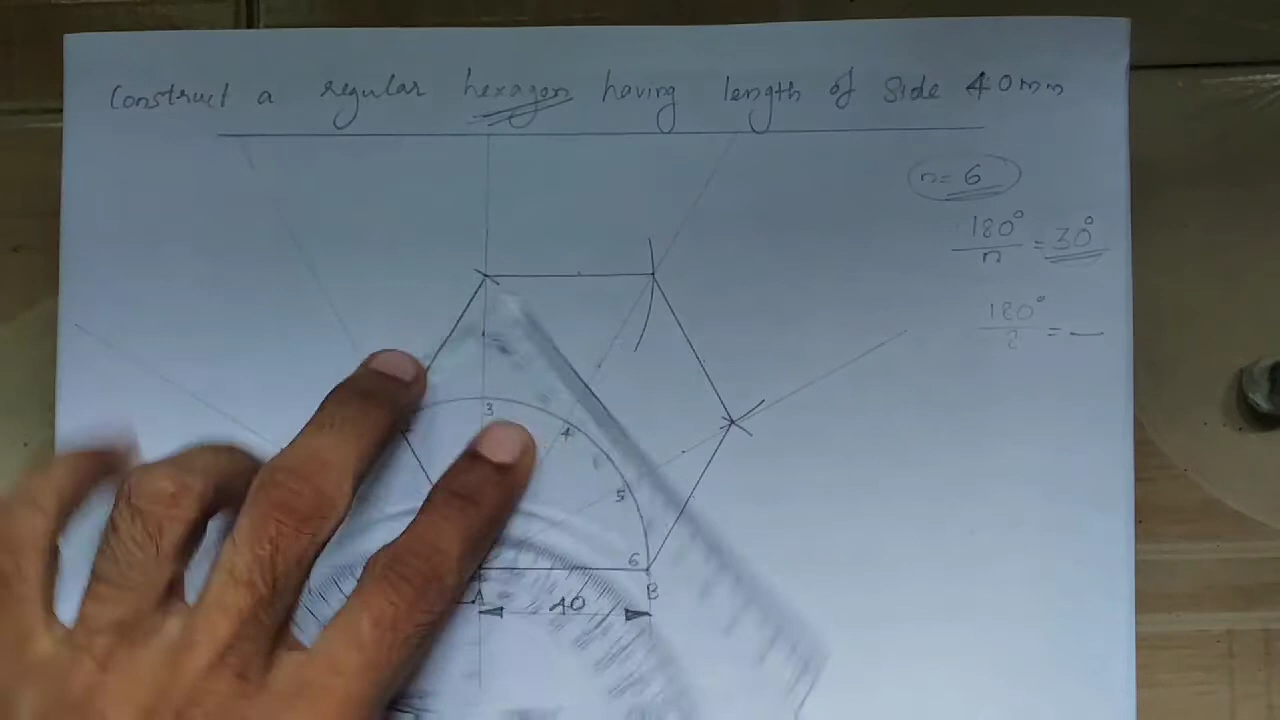 Construct a regular hexagon having length of side 40mm
n=6
180°
n = 30°
180°
8 =
3
4
5
6
A
B
40